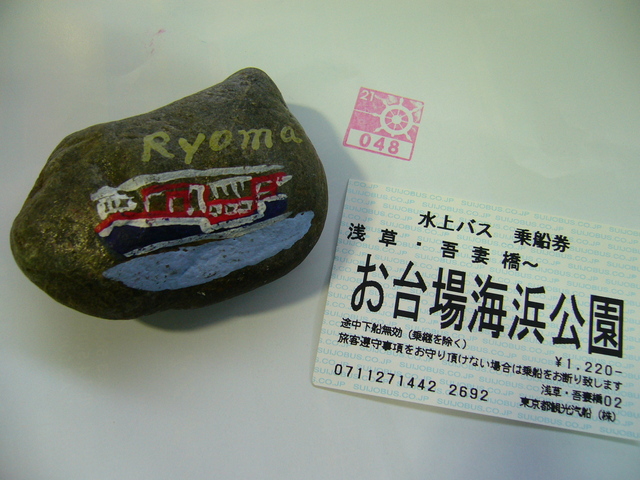 Ryoma
21
048
水上バス 乗船券
浅草・吾妻橋～
お台場海浜公園
途中下船無効(乗継を除く) ¥1,220-
旅客遵守事項をお守り頂けない場合は乗船をお断り致します
0711271442 2692 浅草・吾妻橋02
東京都観光汽船(株)
SUIJOBUS.CO.JP